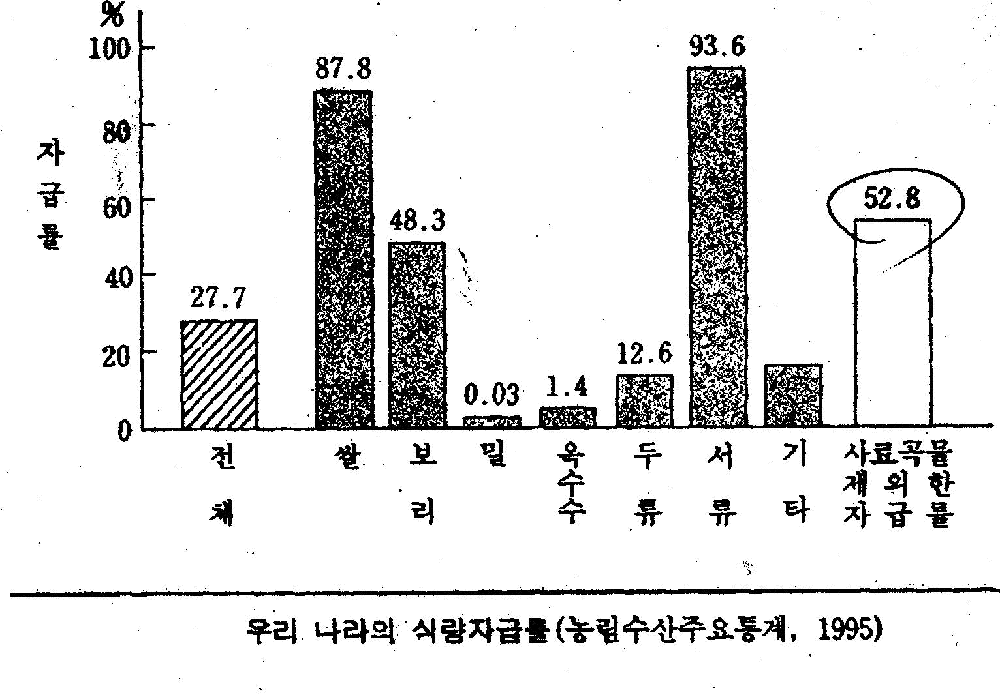 %
100
80
60
40
20
0
자급률
27.7
87.8
48.3
0.03
1.4
12.6
93.6
52.8
전체
쌀
보리
밀
옥수수
두류
서류
기타
사료곡물
제외한
자급률
우리 나라의 식량자급률(농림수산주요통계, 1995)